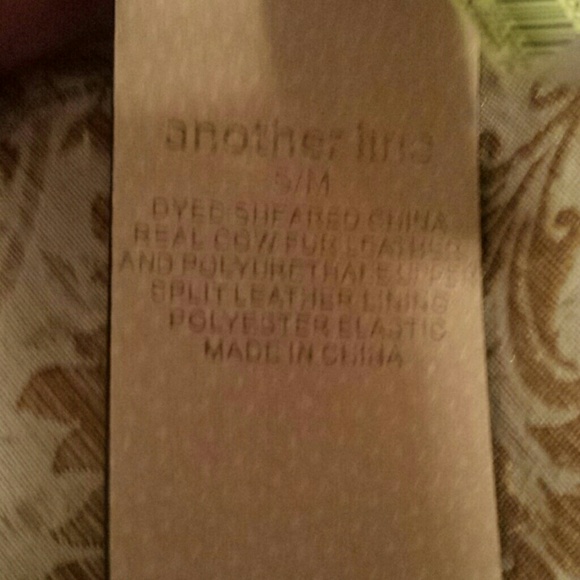 another line
S/M
DYED SHEARED CHINA
REAL COW FUR LEATHER
AND POLYURETHANE UPPER
SPLIT LEATHER LINING
POLYESTER ELASTIC
MADE IN CHINA